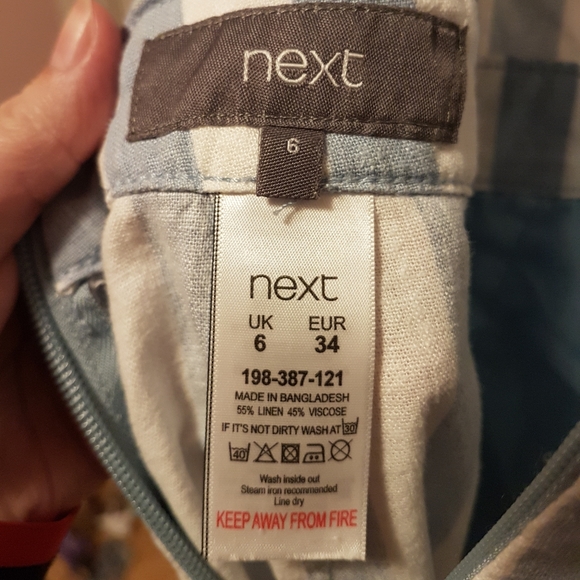 next
6
next
UK EUR
6 34
198-387-121
MADE IN BANGLADESH
55% LINEN 45% VISCOSE
IF IT'S NOT DIRTY WASH AT 30
40
Wash inside out
Steam iron recommended
Line dry
KEEP AWAY FROM FIRE